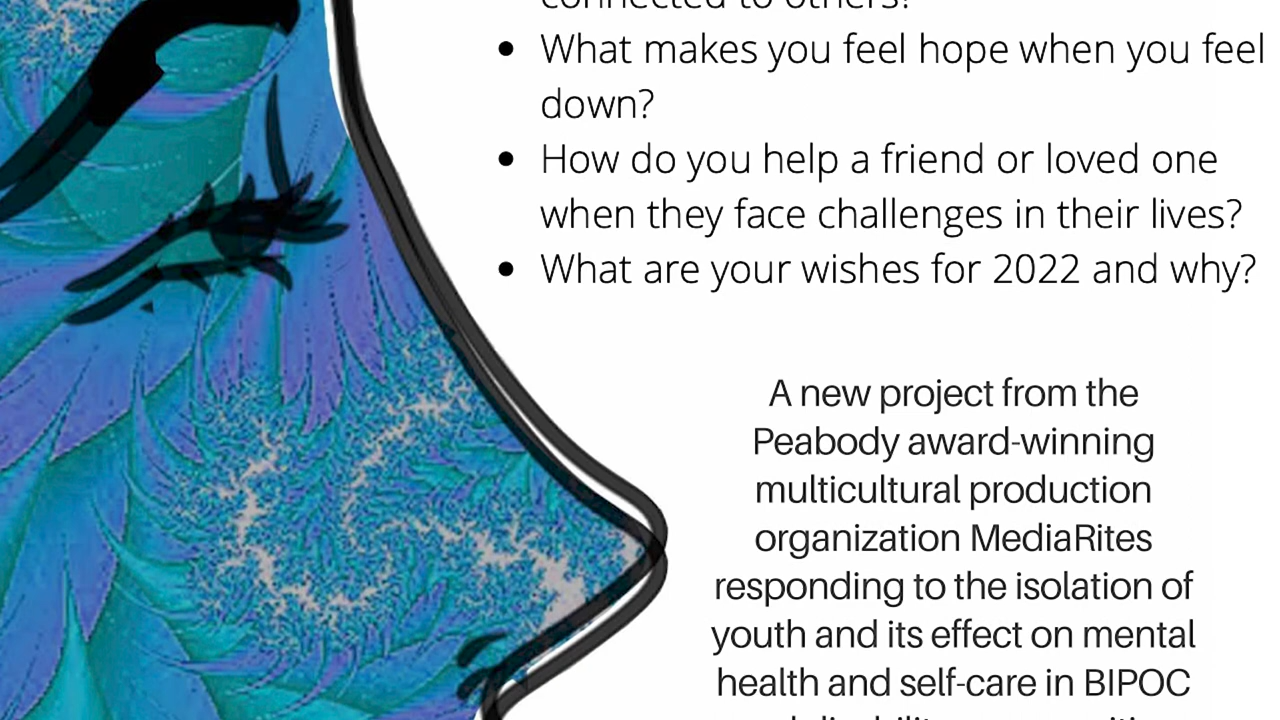 connected to others?
• What makes you feel hope when you feel
down?
• How do you help a friend or loved one
when they face challenges in their lives?
• What are your wishes for 2022 and why?
A new project from the
Peabody award-winning
multicultural production
organization MediaRites
responding to the isolation of
youth and its effect on mental
health and self-care in BIPOC